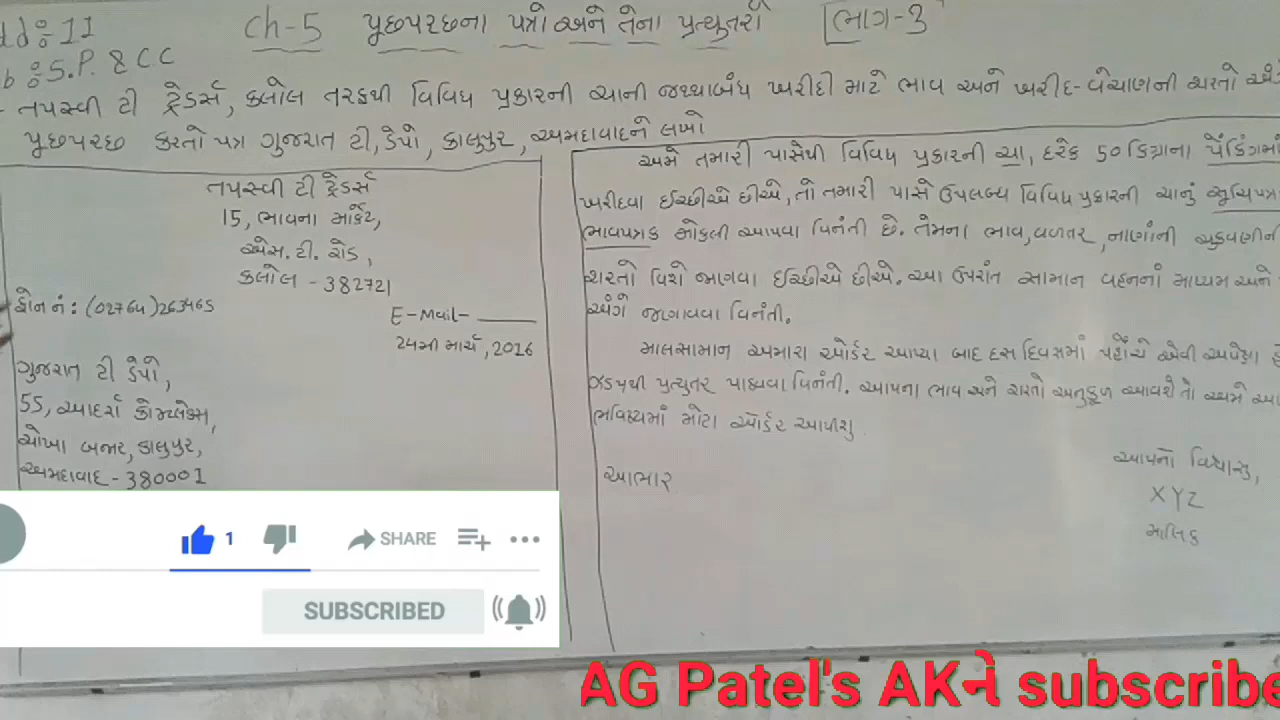 Ch-5 પૂછપરછના પત્રો અને તેના પ્રત્યુતરો ભાગ-3
: 11
: S.P. & CC
- તપસ્વી ટી ટ્રેડર્સ, કલોલ તરફથી વિવિધ પ્રકારની ચાની જથ્થાબંધ ખરીદી માટે ભાવ અને ખરીદ-વેચાણની શરતો
પૂછપરછ કરતો પત્ર ગુજરાત ટી, ડેપો, કાલુપુર, અમદાવાદને લખો
તપસ્વી ટી ટ્રેડર્સ
15, ભાવના માર્કેટ,
એસ. ટી. રોડ,
કલોલ - 382721
ફોન નં : (02764)263465
E-Mail- ______
24મી માર્ચ, 2016
ગુજરાત ટી ડેપો,
55, આદર્શ કોમ્પ્લેક્સ,
ચોખા બજાર, કાલુપુર,
અમદાવાદ - 380001
અમે તમારી પાસેથી વિવિધ પ્રકારની ચા, દરેક 50 કિગ્રાના પેકિંગમાં
ખરીદવા ઈચ્છીએ છીએ, તો તમારી પાસે ઉપલબ્ધ વિવિધ પ્રકારની ચાનું સૂચિપત્ર
ભાવપત્રક મોકલી આપવા વિનંતી છે. તેમના ભાવ, વળતર, નાણાંની ચુકવણીની
શરતો વિશે જાણવા ઈચ્છીએ છીએ. આ ઉપરાંત સામાન વહનનાં માધ્યમ અને
અંગે જણાવવા વિનંતી.
માલસામાન અમારા ઓર્ડર આપ્યા બાદ દસ દિવસમાં પહોંચે એવી અપેક્ષા
ઝડપથી પ્રત્યુતર પાઠવવા વિનંતી. આપના ભાવ અને શરતો અનુકૂળ આવશે તો અમે
ભવિષ્યમાં મોટા ઓર્ડર આપીશુ
આભાર
આપનો વિશ્વાસુ,
XYZ
માલિક
1 SHARE
SUBSCRIBED
AG Patel's AKને subscribe